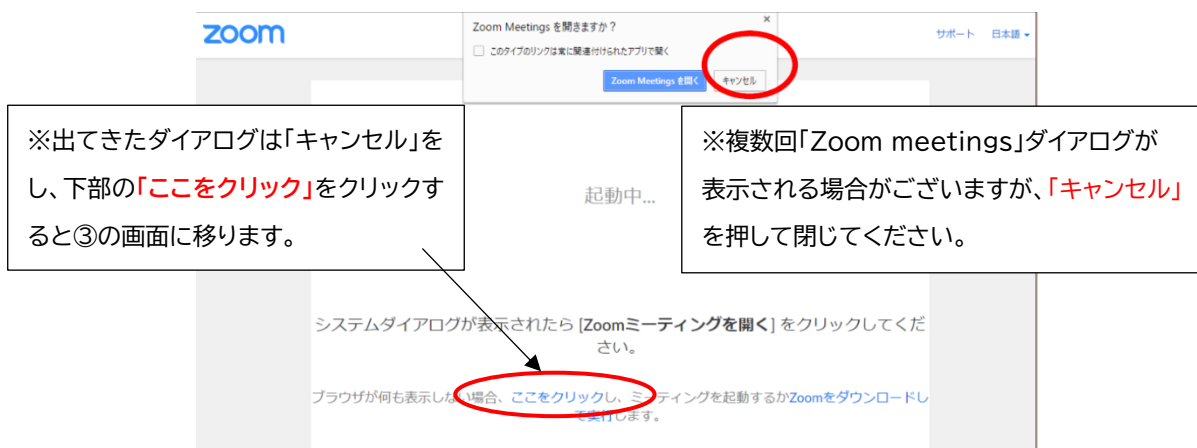 zoom
Zoom Meetings を開きますか？
×
このタイプのリンクは常に関連付けられたアプリで開く
Zoom Meetings を開く
キャンセル
サポート 日本語
※出てきたダイアログは「キャンセル」を
し、下部の「ここをクリック」をクリックす
ると③の画面に移ります。
起動中...
※複数回「Zoom meetings」ダイアログが
表示される場合がございますが、「キャンセル」
を押して閉じてください。
システムダイアログが表示されたら [Zoomミーティングを開く] をクリックしてくだ
さい。
ブラウザが何も表示しない場合、ここをクリックし、ミーティングを起動するかZoomをダウンロードし
て実行します。